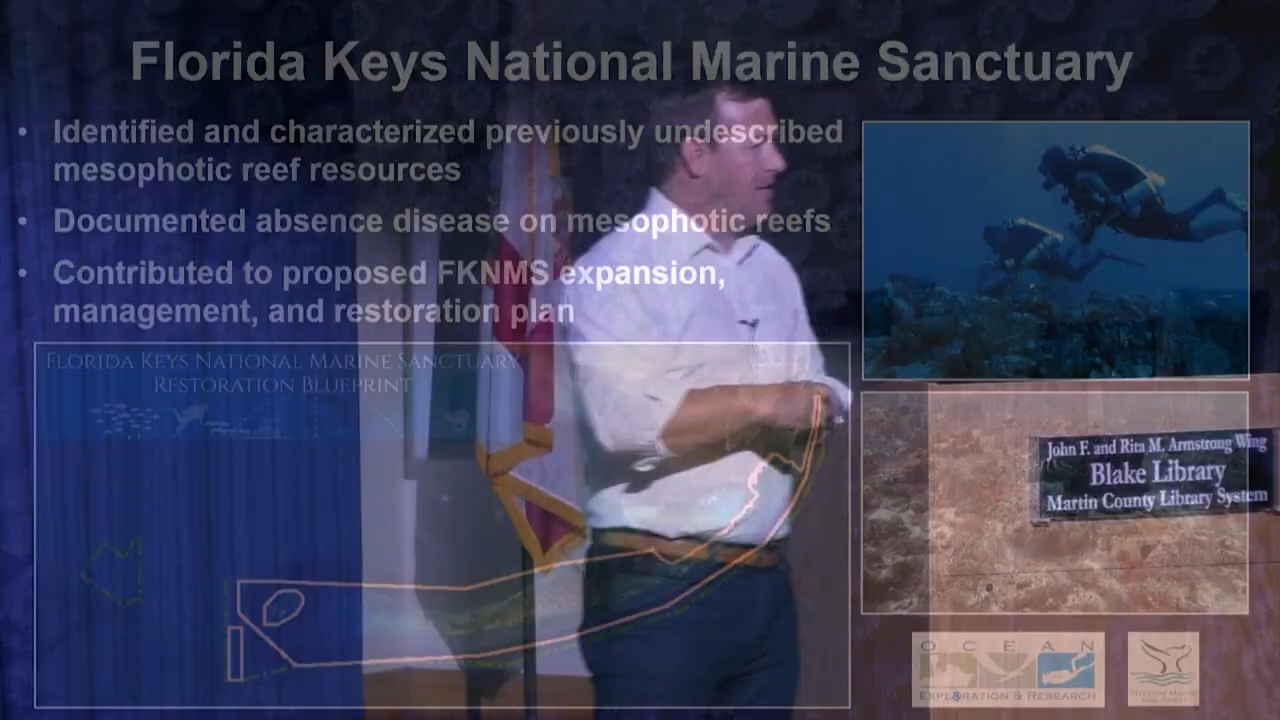 Florida Keys National Marine Sanctuary
• Identified and characterized previously undescribed
mesophotic reef resources
• Documented absence disease on mesophotic reefs
• Contributed to proposed FKNMS expansion,
management, and restoration plan
FLORIDA KEYS NATIONAL MARINE SANCTUARY
RESTORATION BLUEPRINT
John F. and Rita M. Armstrong Wing
Blake Library
Martin County Library System
OCEAN
EXPLORATION & RESEARCH
NATIONAL MARINE